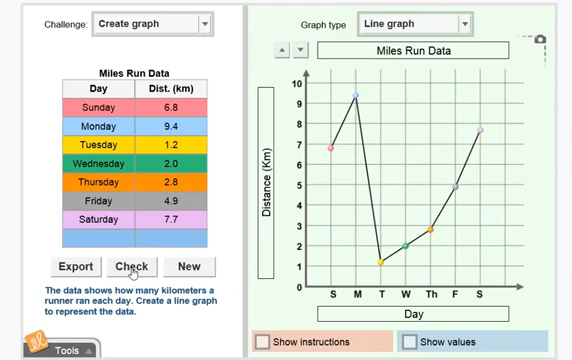 Challenge: Create graph
Graph type Line graph
Miles Run Data
Day Dist. (km)
Sunday 6.8
Monday 9.4
Tuesday 1.2
Wednesday 2.0
Thursday 2.8
Friday 4.9
Saturday 7.7
Export Check New
The data shows how many kilometers a
runner ran each day. Create a line graph
to represent the data.
Tools
Miles Run Data
Distance (Km)
10
9
8
7
6
5
4
3
2
1
0
S M T W Th F S
Day
Show instructions Show values